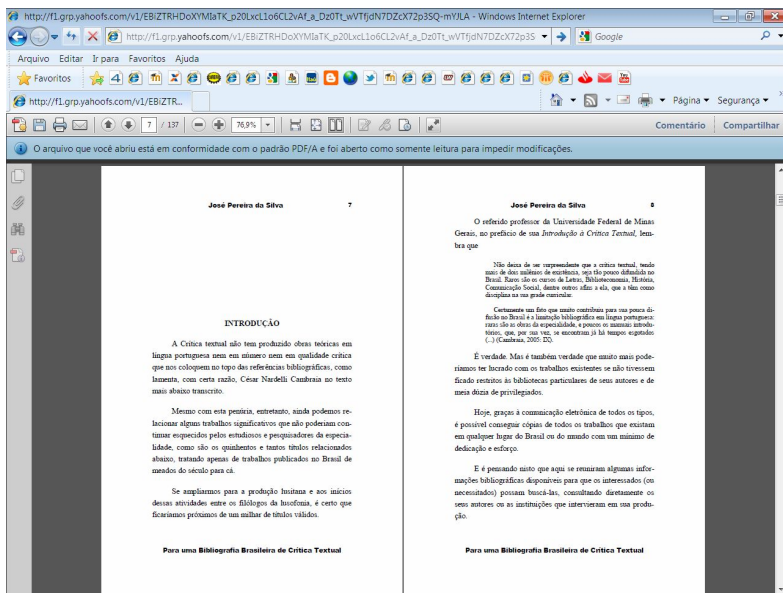 http://f1.grp.yahoofs.com/v1/EBiZTRHDoXYMIaTK_p20LxcL1o6CL2vAf_a_Dz0Tt_wVTfjdN7DZcX72p3SQ-mYJLA - Windows Internet Explorer
http://f1.grp.yahoofs.com/v1/EBiZTRHDoXYMIaTK_p20LxcL1o6CL2vAf_a_Dz0Tt_wVTfjdN7DZcX72p3S
Google
Arquivo Editar Ir para Favoritos Ajuda
Favoritos
http://f1.grp.yahoofs.com/v1/EBiZTR...
Página Segurança
7 / 137 76,9% Comentário Compartilhar
O arquivo que você abriu está em conformidade com o padrão PDF/A e foi aberto como somente leitura para impedir modificações.
José Pereira da Silva 7
INTRODUÇÃO
A Crítica textual não tem produzido obras teóricas em
língua portuguesa nem em número nem em qualidade crítica
que nos coloquem no topo das referências bibliográficas, como
lamenta, com certa razão, César Nardelli Cambraia no texto
mais abaixo transcrito.
Mesmo com esta penúria, entretanto, ainda podemos re-
lacionar alguns trabalhos significativos que não poderiam con-
tinuar esquecidos pelos estudiosos e pesquisadores da especia-
lidade, como são os quinhentos e tantos títulos relacionados
abaixo, tratando apenas de trabalhos publicados no Brasil de
meados do século para cá.
Se ampliarmos para a produção lusitana e aos inícios
dessas atividades entre os filólogos da lusofonia, é certo que
ficaríamos próximos de um milhar de títulos válidos.
Para uma Bibliografia Brasileira de Crítica Textual
José Pereira da Silva 8
O referido professor da Universidade Federal de Minas
Gerais, no prefácio de sua Introdução à Crítica Textual, lem-
bra que
Não deixa de ser surpreendente que a crítica textual, tendo
mais de dois milênios de existência, seja tão pouco difundida no
Brasil. Raros são os cursos de Letras, Biblioteconomia, História,
Comunicação Social, dentre outros afins a ela, que a têm como
disciplina na sua grade curricular.
Certamente um fato que muito contribuiu para sua pouca di-
fusão no Brasil é a limitação bibliográfica em língua portuguesa:
raras são as obras da especialidade, e poucos os manuais introdu-
tórios, que, por sua vez, se encontram já há tempos esgotados
(...) (Cambraia, 2005: IX).
É verdade. Mas é também verdade que muito mais pode-
ríamos ter lucrado com os trabalhos existentes se não tivessem
ficado restritos às bibliotecas particulares de seus autores e de
meia dúzia de privilegiados.
Hoje, graças à comunicação eletrônica de todos os tipos,
é possível conseguir cópias de todos os trabalhos que existam
em qualquer lugar do Brasil ou do mundo com um mínimo de
dedicação e esforço.
E é pensando nisto que aqui se reuniram algumas infor-
mações bibliográficas disponíveis para que os interessados (ou
necessitados) possam buscá-las, consultando diretamente os
seus autores ou as instituições que intervieram em sua produ-
ção.
Para uma Bibliografia Brasileira de Crítica Textual